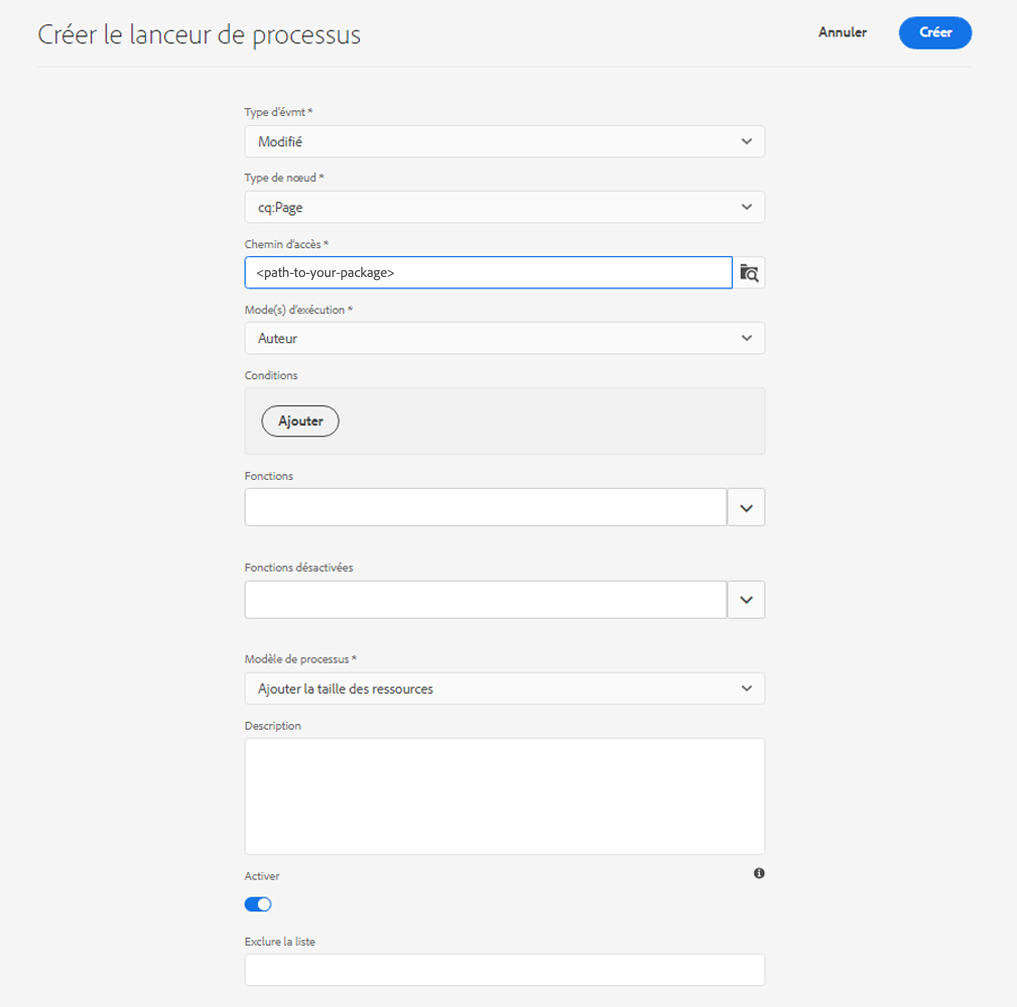 Créer le lanceur de processus
Annuler
Créer
Type d'évmt *
Modifié
Type de nœud *
cq:Page
Chemin d'accès *
<path-to-your-package>
Mode(s) d'exécution *
Auteur
Conditions
Ajouter
Fonctions
Fonctions désactivées
Modèle de processus *
Ajouter la taille des ressources
Description
Activer
Exclure la liste